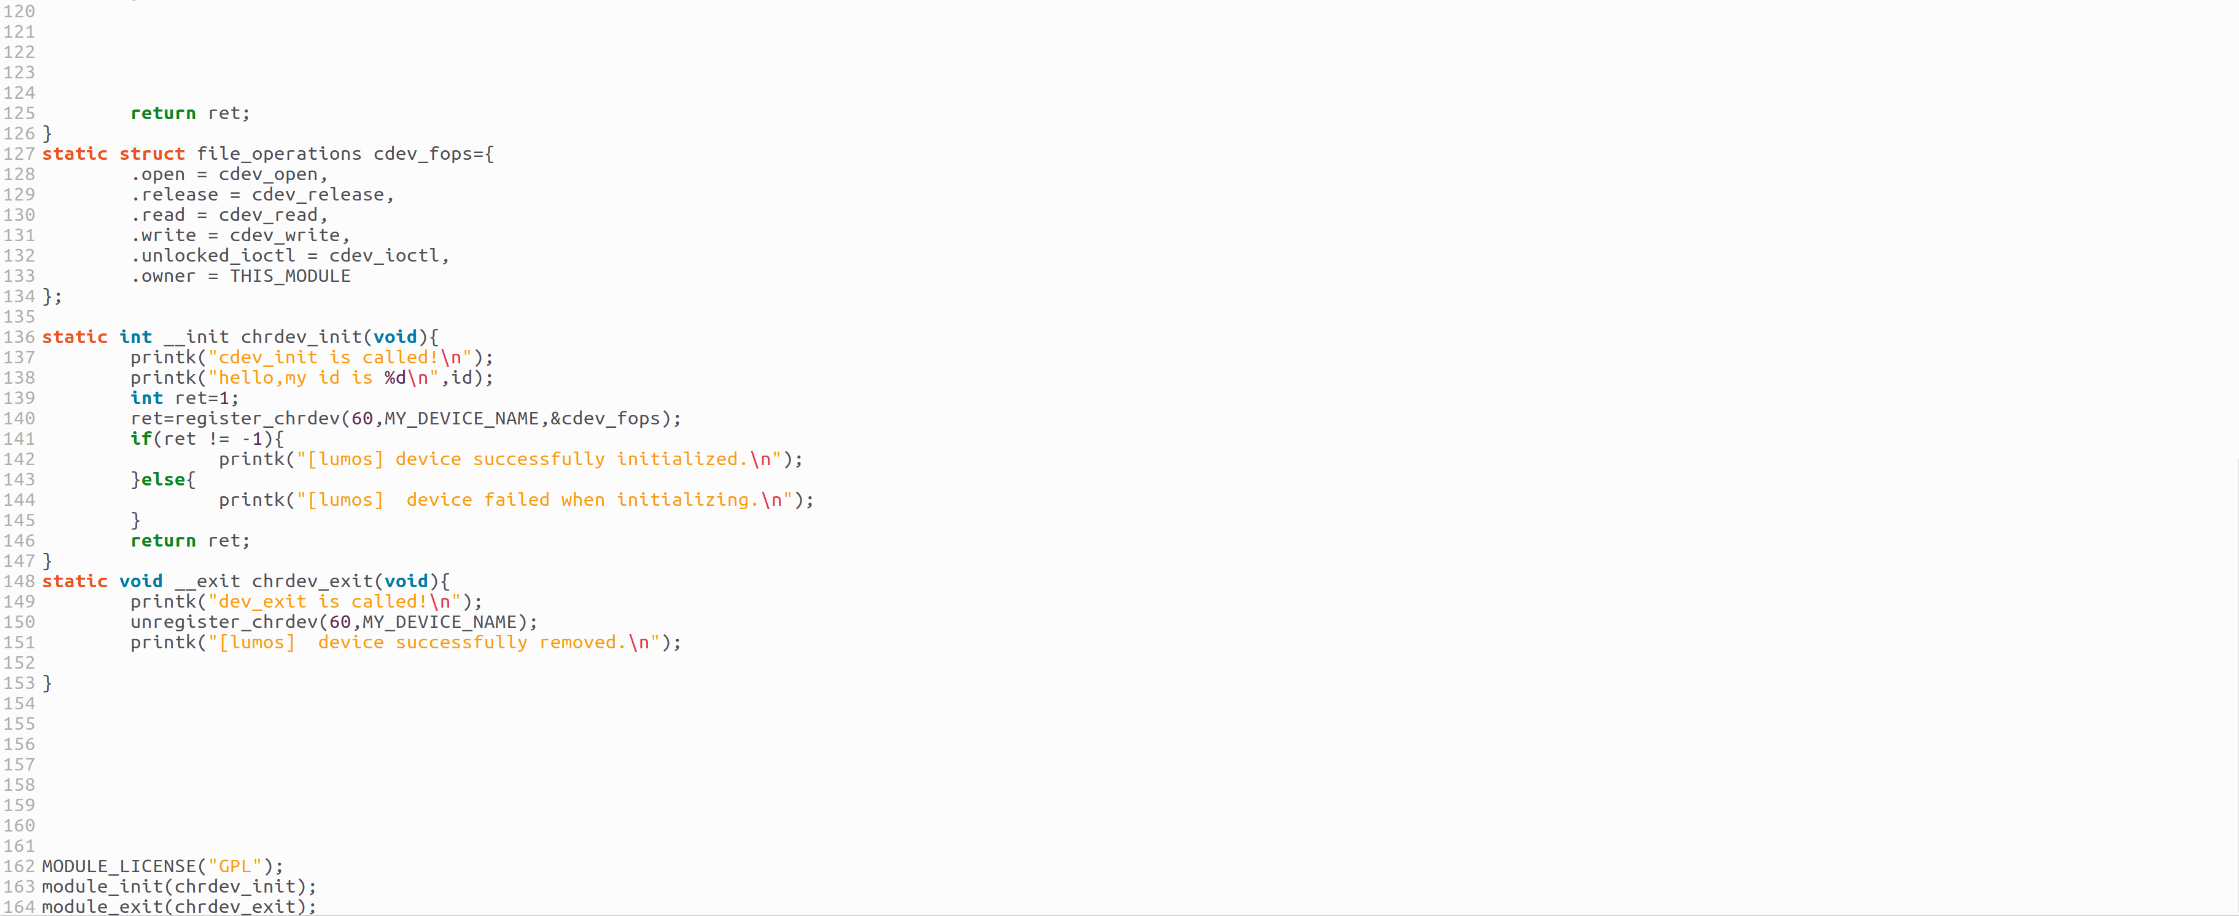 120
121
122
123
124
125         return ret;
126 }
127 static struct file_operations cdev_fops={
128         .open = cdev_open,
129         .release = cdev_release,
130         .read = cdev_read,
131         .write = cdev_write,
132         .unlocked_ioctl = cdev_ioctl,
133         .owner = THIS_MODULE
134 };
135
136 static int __init chrdev_init(void){
137         printk("cdev_init is called!\n");
138         printk("hello,my id is %d\n",id);
139         int ret=1;
140         ret=register_chrdev(60,MY_DEVICE_NAME,&cdev_fops);
141         if(ret != -1){
142                 printk("[lumos] device successfully initialized.\n");
143         }else{
144                 printk("[lumos]  device failed when initializing.\n");
145         }
146         return ret;
147 }
148 static void __exit chrdev_exit(void){
149         printk("dev_exit is called!\n");
150         unregister_chrdev(60,MY_DEVICE_NAME);
151         printk("[lumos]  device successfully removed.\n");
152
153 }
154
155
156
157
158
159
160
161
162 MODULE_LICENSE("GPL");
163 module_init(chrdev_init);
164 module_exit(chrdev_exit);